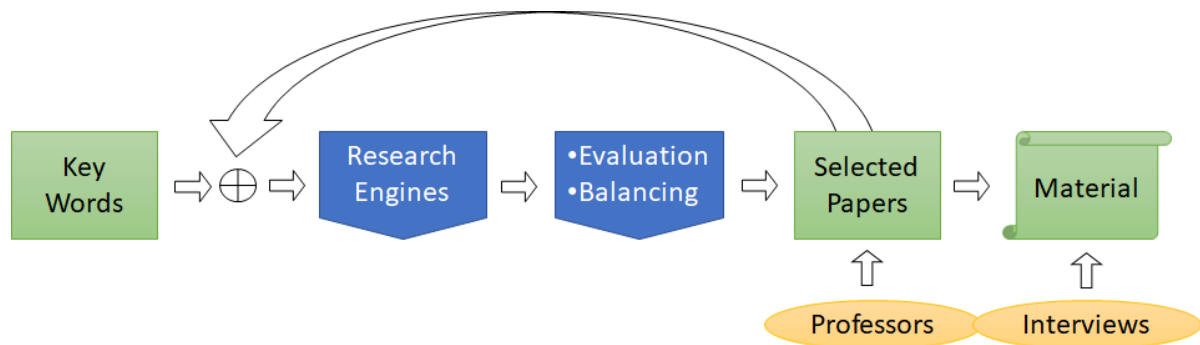 Key
Words
Research
Engines
•Evaluation
•Balancing
Selected
Papers
Material
Professors
Interviews